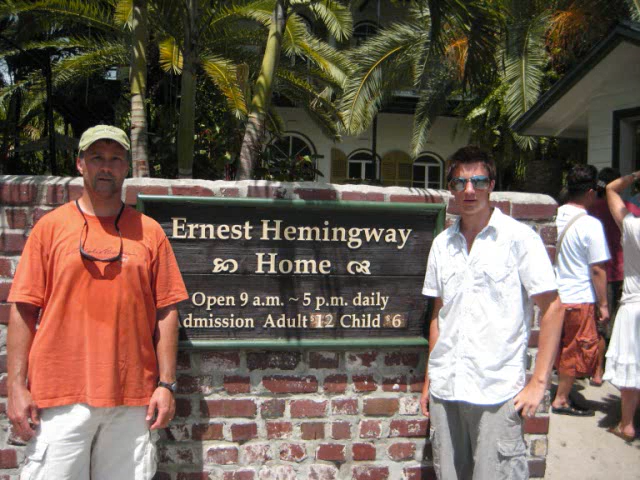 Ernest Hemingway
Home
Open 9 a.m. ~ 5 p.m. daily
Admission Adult $12 Child $6